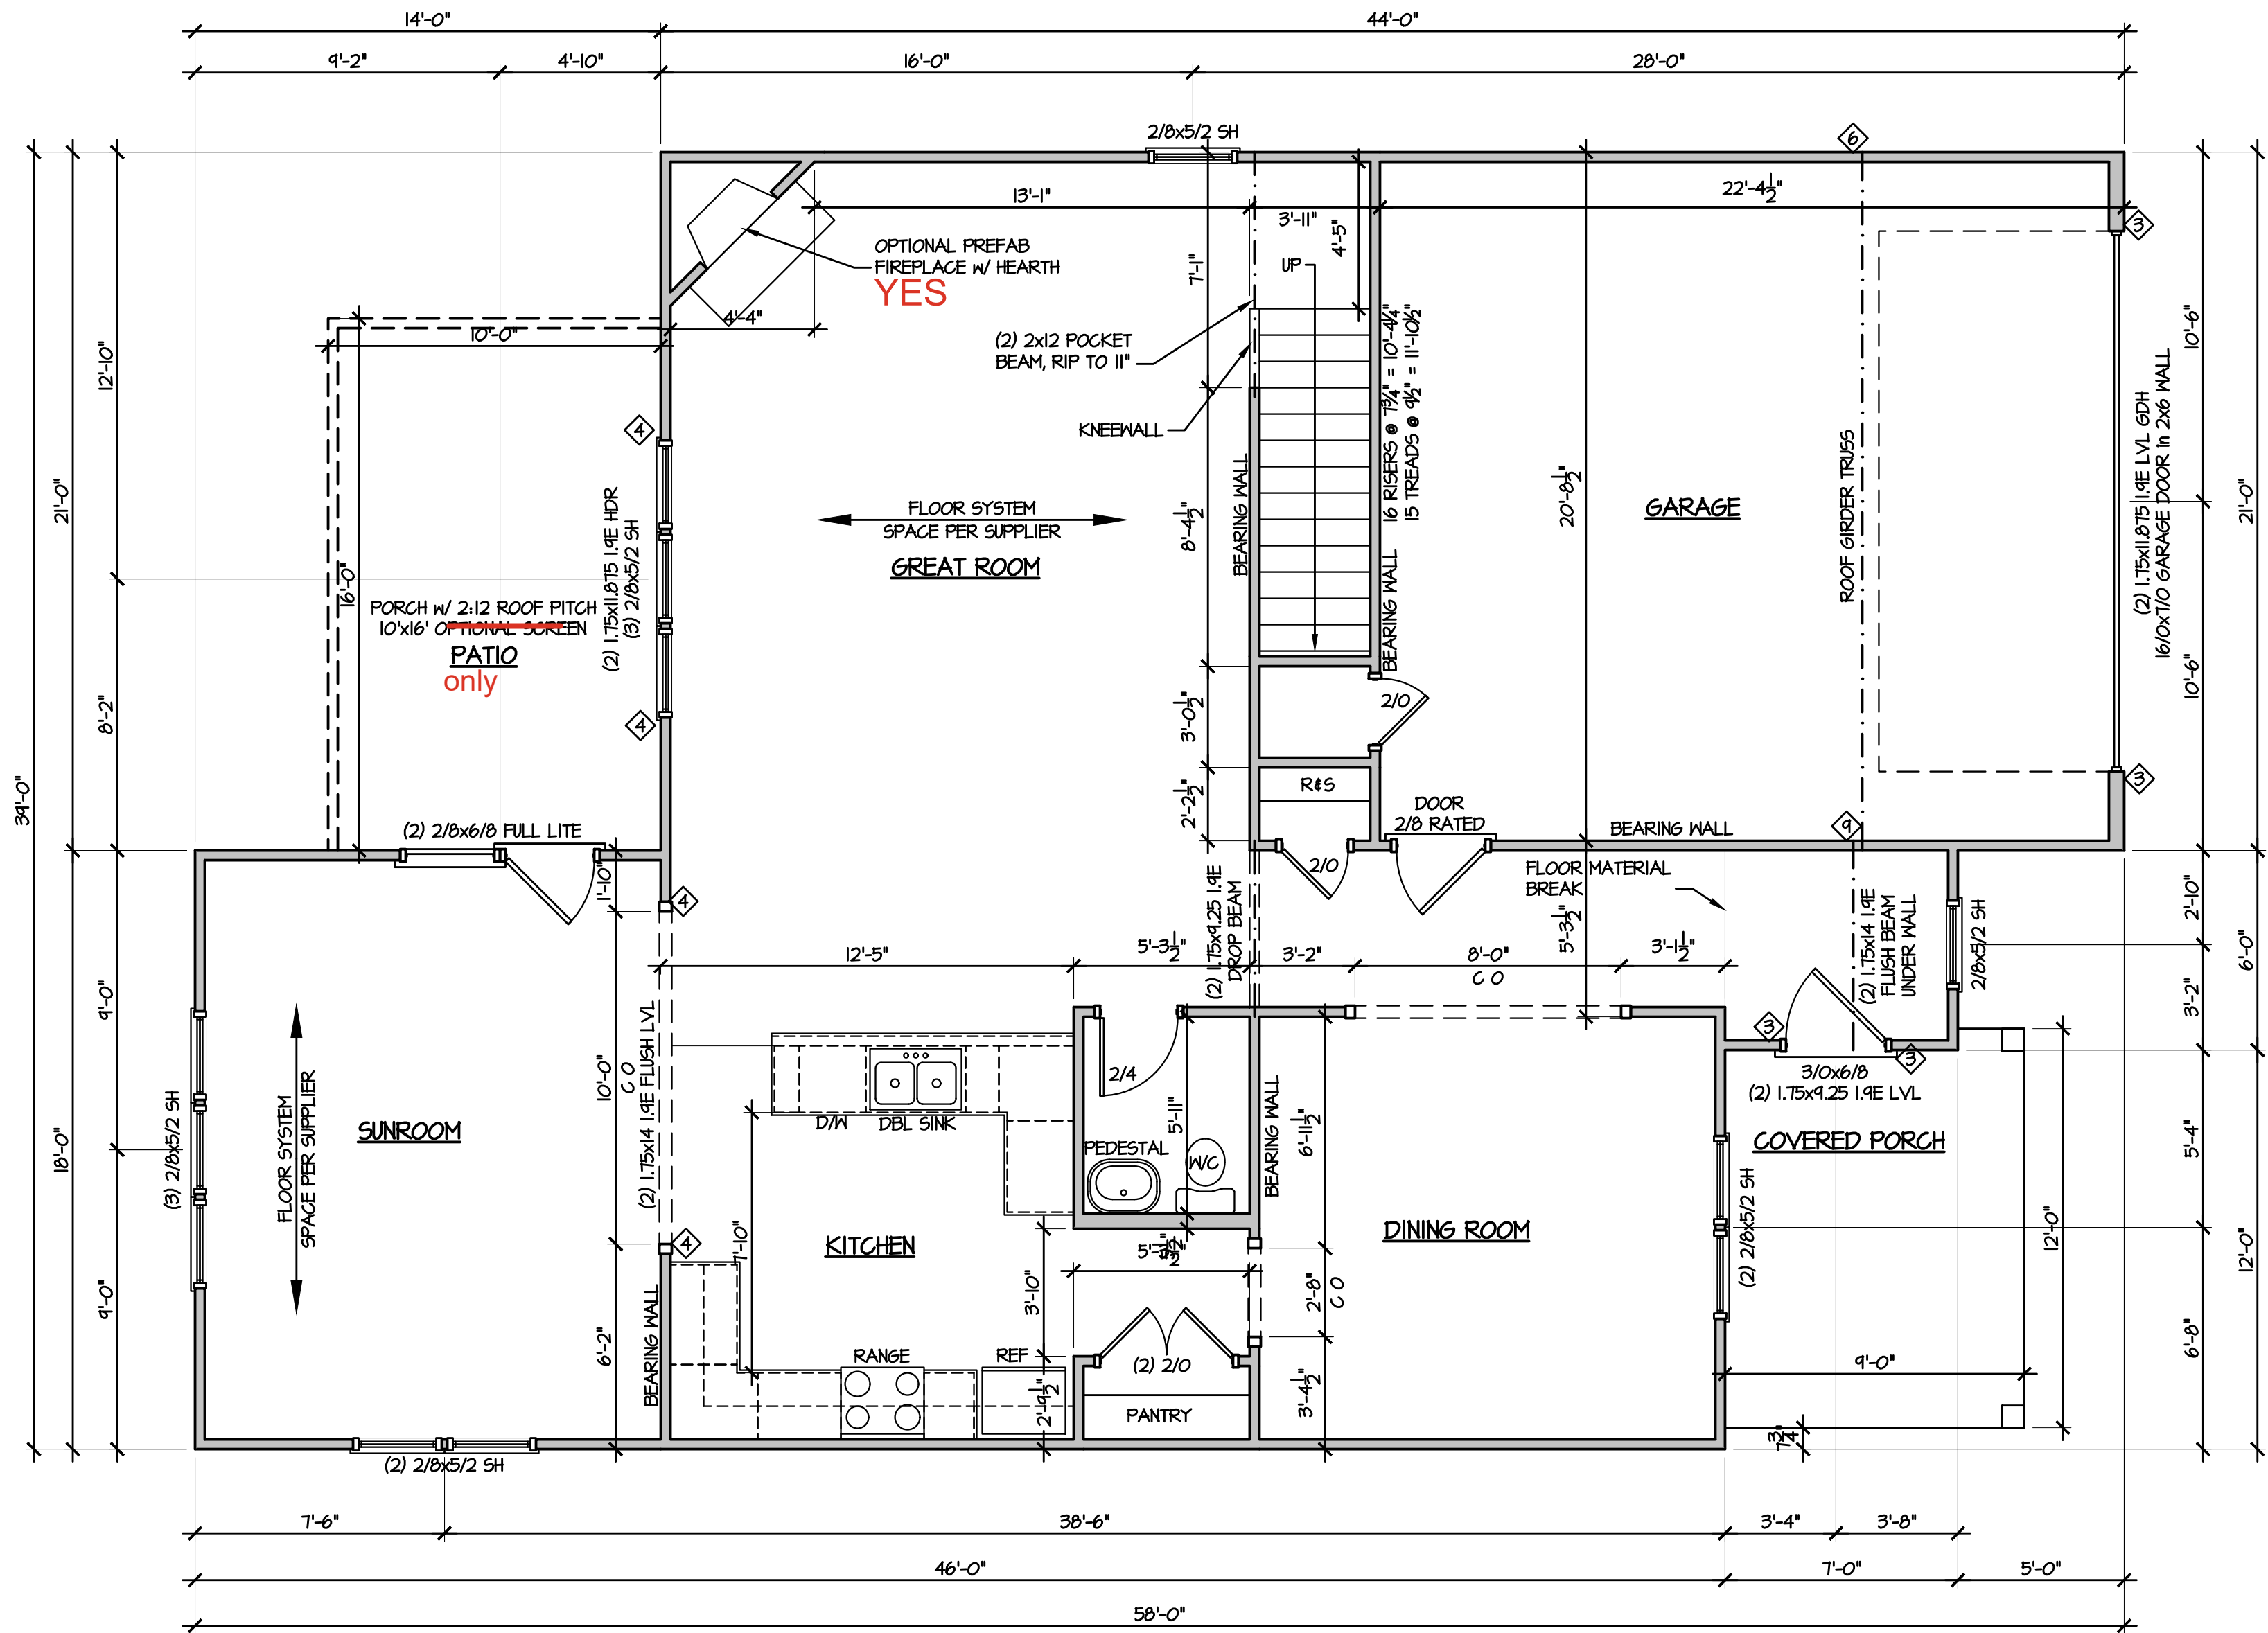 14'-0"
44'-0"
9'-2"
4'-10"
16'-0"
28'-0"
2/8x5/2 SH
6
13'-1"
22'-4 1/2"
3'-11"
4'-5"
3
OPTIONAL PREFAB
FIREPLACE w/ HEARTH
YES
UP
7'-1"
4'-4"
10'-0"
(2) 2x12 POCKET
BEAM, RIP TO 11"
KNEEWALL
12'-10"
21'-0"
16 RISERS @ 7 3/4" = 10'-4 1/4"
15 TREADS @ 9 1/2" = 11'-10 1/2"
10'-6"
(2) 1.75x11.875 1.9E LVL GDH
16/0x7/0 GARAGE DOOR in 2x6 WALL
21'-0"
4
BEARING WALL
FLOOR SYSTEM
SPACE PER SUPPLIER
GREAT ROOM
8'-4 1/2"
20'-8 1/2"
GARAGE
ROOF GIRDER TRUSS
BEARING WALL
(2) 1.75x11.875 1.9E HDR
(3) 2/8x5/2 SH
16'-0"
PORCH w/ 2:12 ROOF PITCH
10'x16' OPTIONAL SCREEN
PATIO
only
4
8'-2"
3'-0 1/2"
2/0
10'-6"
39'-0"
2'-2 1/2"
R&S
3
(2) 2/8x6/8 FULL LITE
DOOR
2/8 RATED
BEARING WALL
9
2/0
FLOOR MATERIAL
BREAK
1'-10"
4
(2) 1.75x9.25 1.9E
DROP BEAM
5'-3 1/2"
(2) 1.75x14 1.9E
FLUSH BEAM
UNDER WALL
2/8x5/2 SH
2'-10"
6'-0"
12'-5"
5'-3 1/2"
3'-2"
8'-0"
C O
3'-1 1/2"
9'-0"
3'-2"
3
3
3/0x6/8
(2) 1.75x9.25 1.9E LVL
FLOOR SYSTEM
SPACE PER SUPPLIER
SUNROOM
(3) 2/8x5/2 SH
18'-0"
10'-0"
C O
(2) 1.75x14 1.9E FLUSH LVL
D/W
DBL SINK
2/4
5'-11"
PEDESTAL
W/C
BEARING WALL
6'-11 1/2"
COVERED PORCH
5'-4"
DINING ROOM
(2) 2/8x5/2 SH
12'-0"
12'-0"
4
7'-10"
KITCHEN
3'-10"
2'-8"
C O
9'-0"
6'-2"
BEARING WALL
RANGE
REF
(2) 2/0
9'-0"
6'-8"
2'-9 1/2"
PANTRY
3'-4 1/2"
7 3/4"
(2) 2/8x5/2 SH
7'-6"
38'-6"
3'-4"
3'-8"
46'-0"
7'-0"
5'-0"
58'-0"